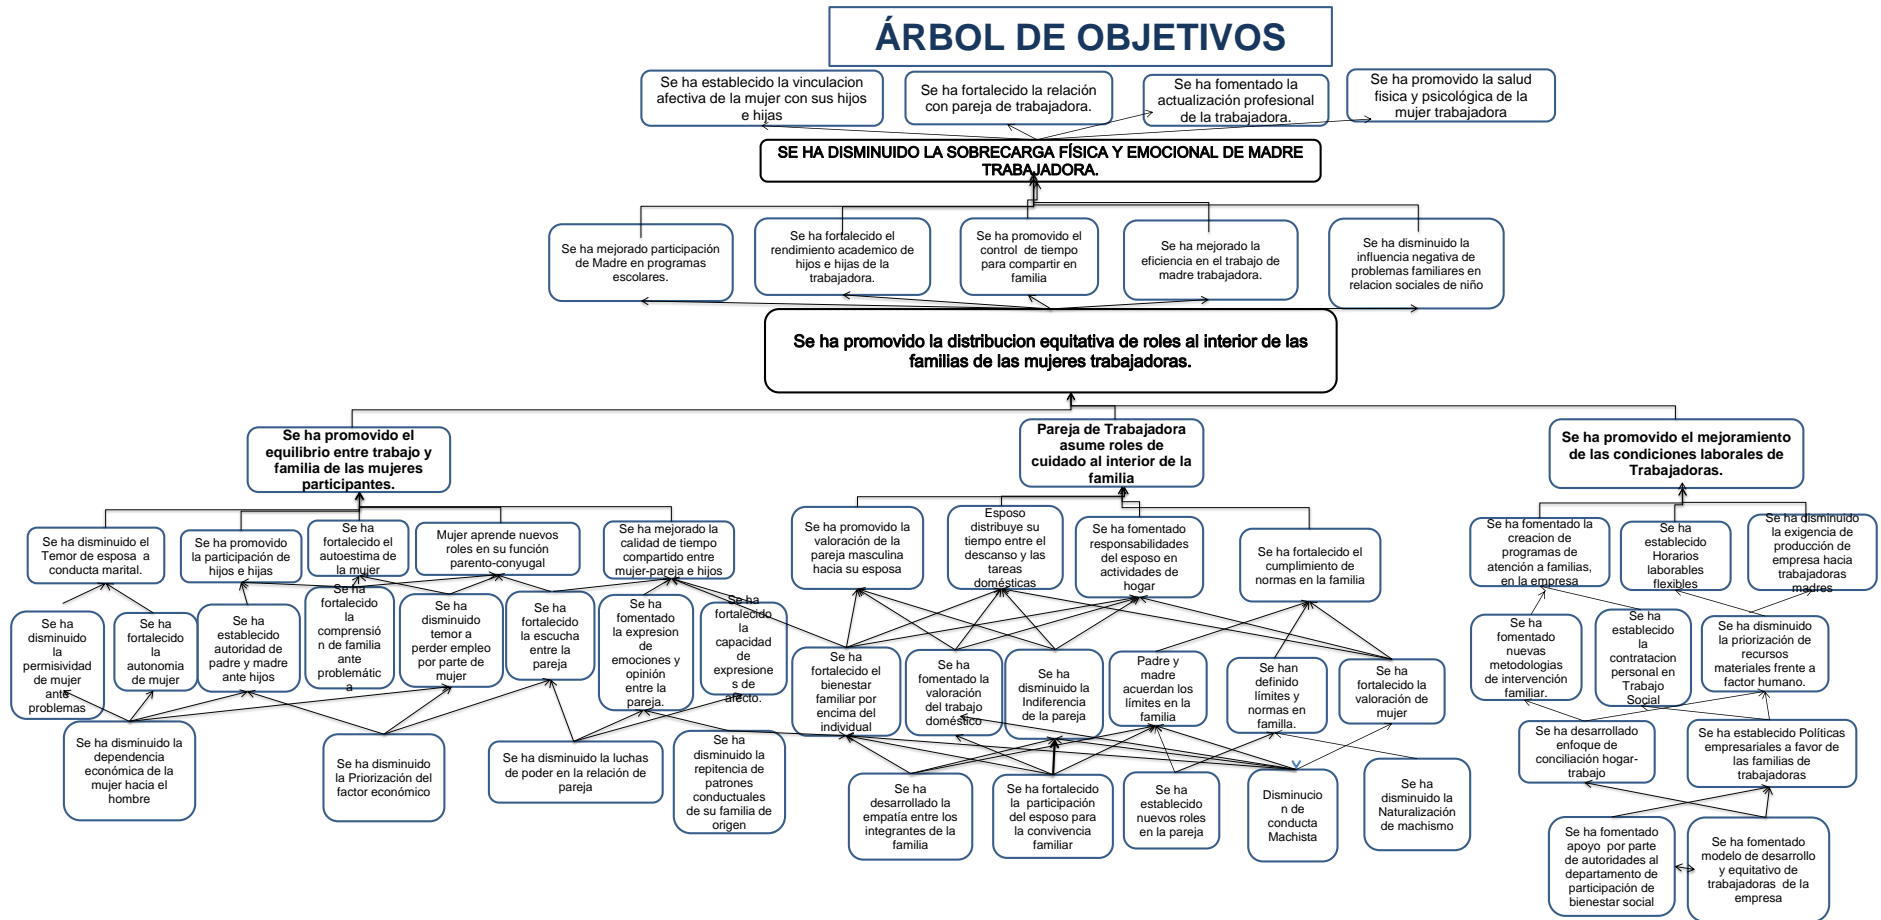 ÁRBOL DE OBJETIVOS
Se ha establecido la vinculacion
afectiva de la mujer con sus hijos
e hijas
Se ha fortalecido la relación
con pareja de trabajadora.
Se ha fomentado la
actualización profesional
de la trabajadora.
Se ha promovido la salud
fisica y psicológica de la
mujer trabajadora
SE HA DISMINUIDO LA SOBRECARGA FÍSICA Y EMOCIONAL DE MADRE
TRABAJADORA.
Se ha mejorado participación
de Madre en programas
escolares.
Se ha fortalecido el
rendimiento academico de
hijos e hijas de la
trabajadora.
Se ha promovido el
control de tiempo
para compartir en
familia
Se ha mejorado la
eficiencia en el trabajo de
madre trabajadora.
Se ha disminuido la
influencia negativa de
problemas familiares en
relacion sociales de niño
Se ha promovido la distribucion equitativa de roles al interior de las
familias de las mujeres trabajadoras.
Se ha promovido el
equilibrio entre trabajo y
familia de las mujeres
participantes.
Pareja de Trabajadora
asume roles de
cuidado al interior de la
familia
Se ha promovido el mejoramiento
de las condiciones laborales de
Trabajadoras.
Se ha disminuido el
Temor de esposa a
conducta marital.
Se ha promovido
la participación de
hijos e hijas
Se ha
fortalecido el
autoestima de
la mujer
Mujer aprende nuevos
roles en su función
parento-conyugal
Se ha mejorado la
calidad de tiempo
compartido entre
mujer-pareja e hijos
Se ha promovido la
valoración de la
pareja masculina
hacia su esposa
Esposo
distribuye su
tiempo entre el
descanso y las
tareas
domésticas
Se ha fomentado
responsabilidades
del esposo en
actividades de
hogar
Se ha fortalecido el
cumplimiento de
normas en la familia
Se ha fomentado la
creacion de
programas de
atención a familias,
en la empresa
Se ha
establecido
Horarios
laborables
flexibles
Se ha disminuido
la exigencia de
producción de
empresa hacia
trabajadoras
madres
Se ha
disminuido
la
permisividad
de mujer
ante
problemas
Se ha
fortalecido
la
autonomia
de mujer
Se ha
establecido
autoridad de
padre y madre
ante hijos
Se ha
fortalecido
la
comprensió
n de familia
ante
problemátic
a
Se ha
disminuido
temor a
perder empleo
por parte de
mujer
Se ha
fortalecido
la escucha
entre la
pareja
Se ha
fomentado
la expresion
de
emociones y
opinión
entre la
pareja.
Se ha
fortalecido
la
capacidad
de
expresione
s de
afecto.
Se ha
fortalecido el
bienestar
familiar por
encima del
individual
Se ha
fomentado la
valoración
del trabajo
doméstico
Se ha
disminuido la
Indiferencia
de la pareja
Padre y
madre
acuerdan los
límites en la
familia
Se han
definido
límites y
normas en
familla.
Se ha
fortalecido la
valoración de
mujer
Se ha
fomentado
nuevas
metodologias
de intervención
familiar.
Se ha
establecido
la
contratacion
personal en
Trabajo
Social
Se ha disminuido
la priorización de
recursos
materiales frente a
factor humano.
Se ha disminuido la
dependencia
económica de la
mujer hacia el
hombre
Se ha disminuido
la Priorización del
factor económico
Se ha disminuido la luchas
de poder en la relación de
pareja
Se ha
disminuido la
repitencia de
patrones
conductuales
de su familia de
origen
Se ha
desarrollado la
empatía entre los
integrantes de la
familia
Se ha fortalecido
la participación
del esposo para
la convivencia
familiar
Se ha
establecido
nuevos roles
en la pareja
Disminucio
n de
conducta
Machista
Se ha
disminuido la
Naturalización
de machismo
Se ha desarrollado
enfoque de
conciliación hogar-
trabajo
Se ha establecido Políticas
empresariales a favor de
las familias de
trabajadoras
Se ha fomentado
apoyo por parte
de autoridades al
departamento de
participación de
bienestar social
Se ha fomentado
modelo de desarrollo
y equitativo de
trabajadoras de la
empresa